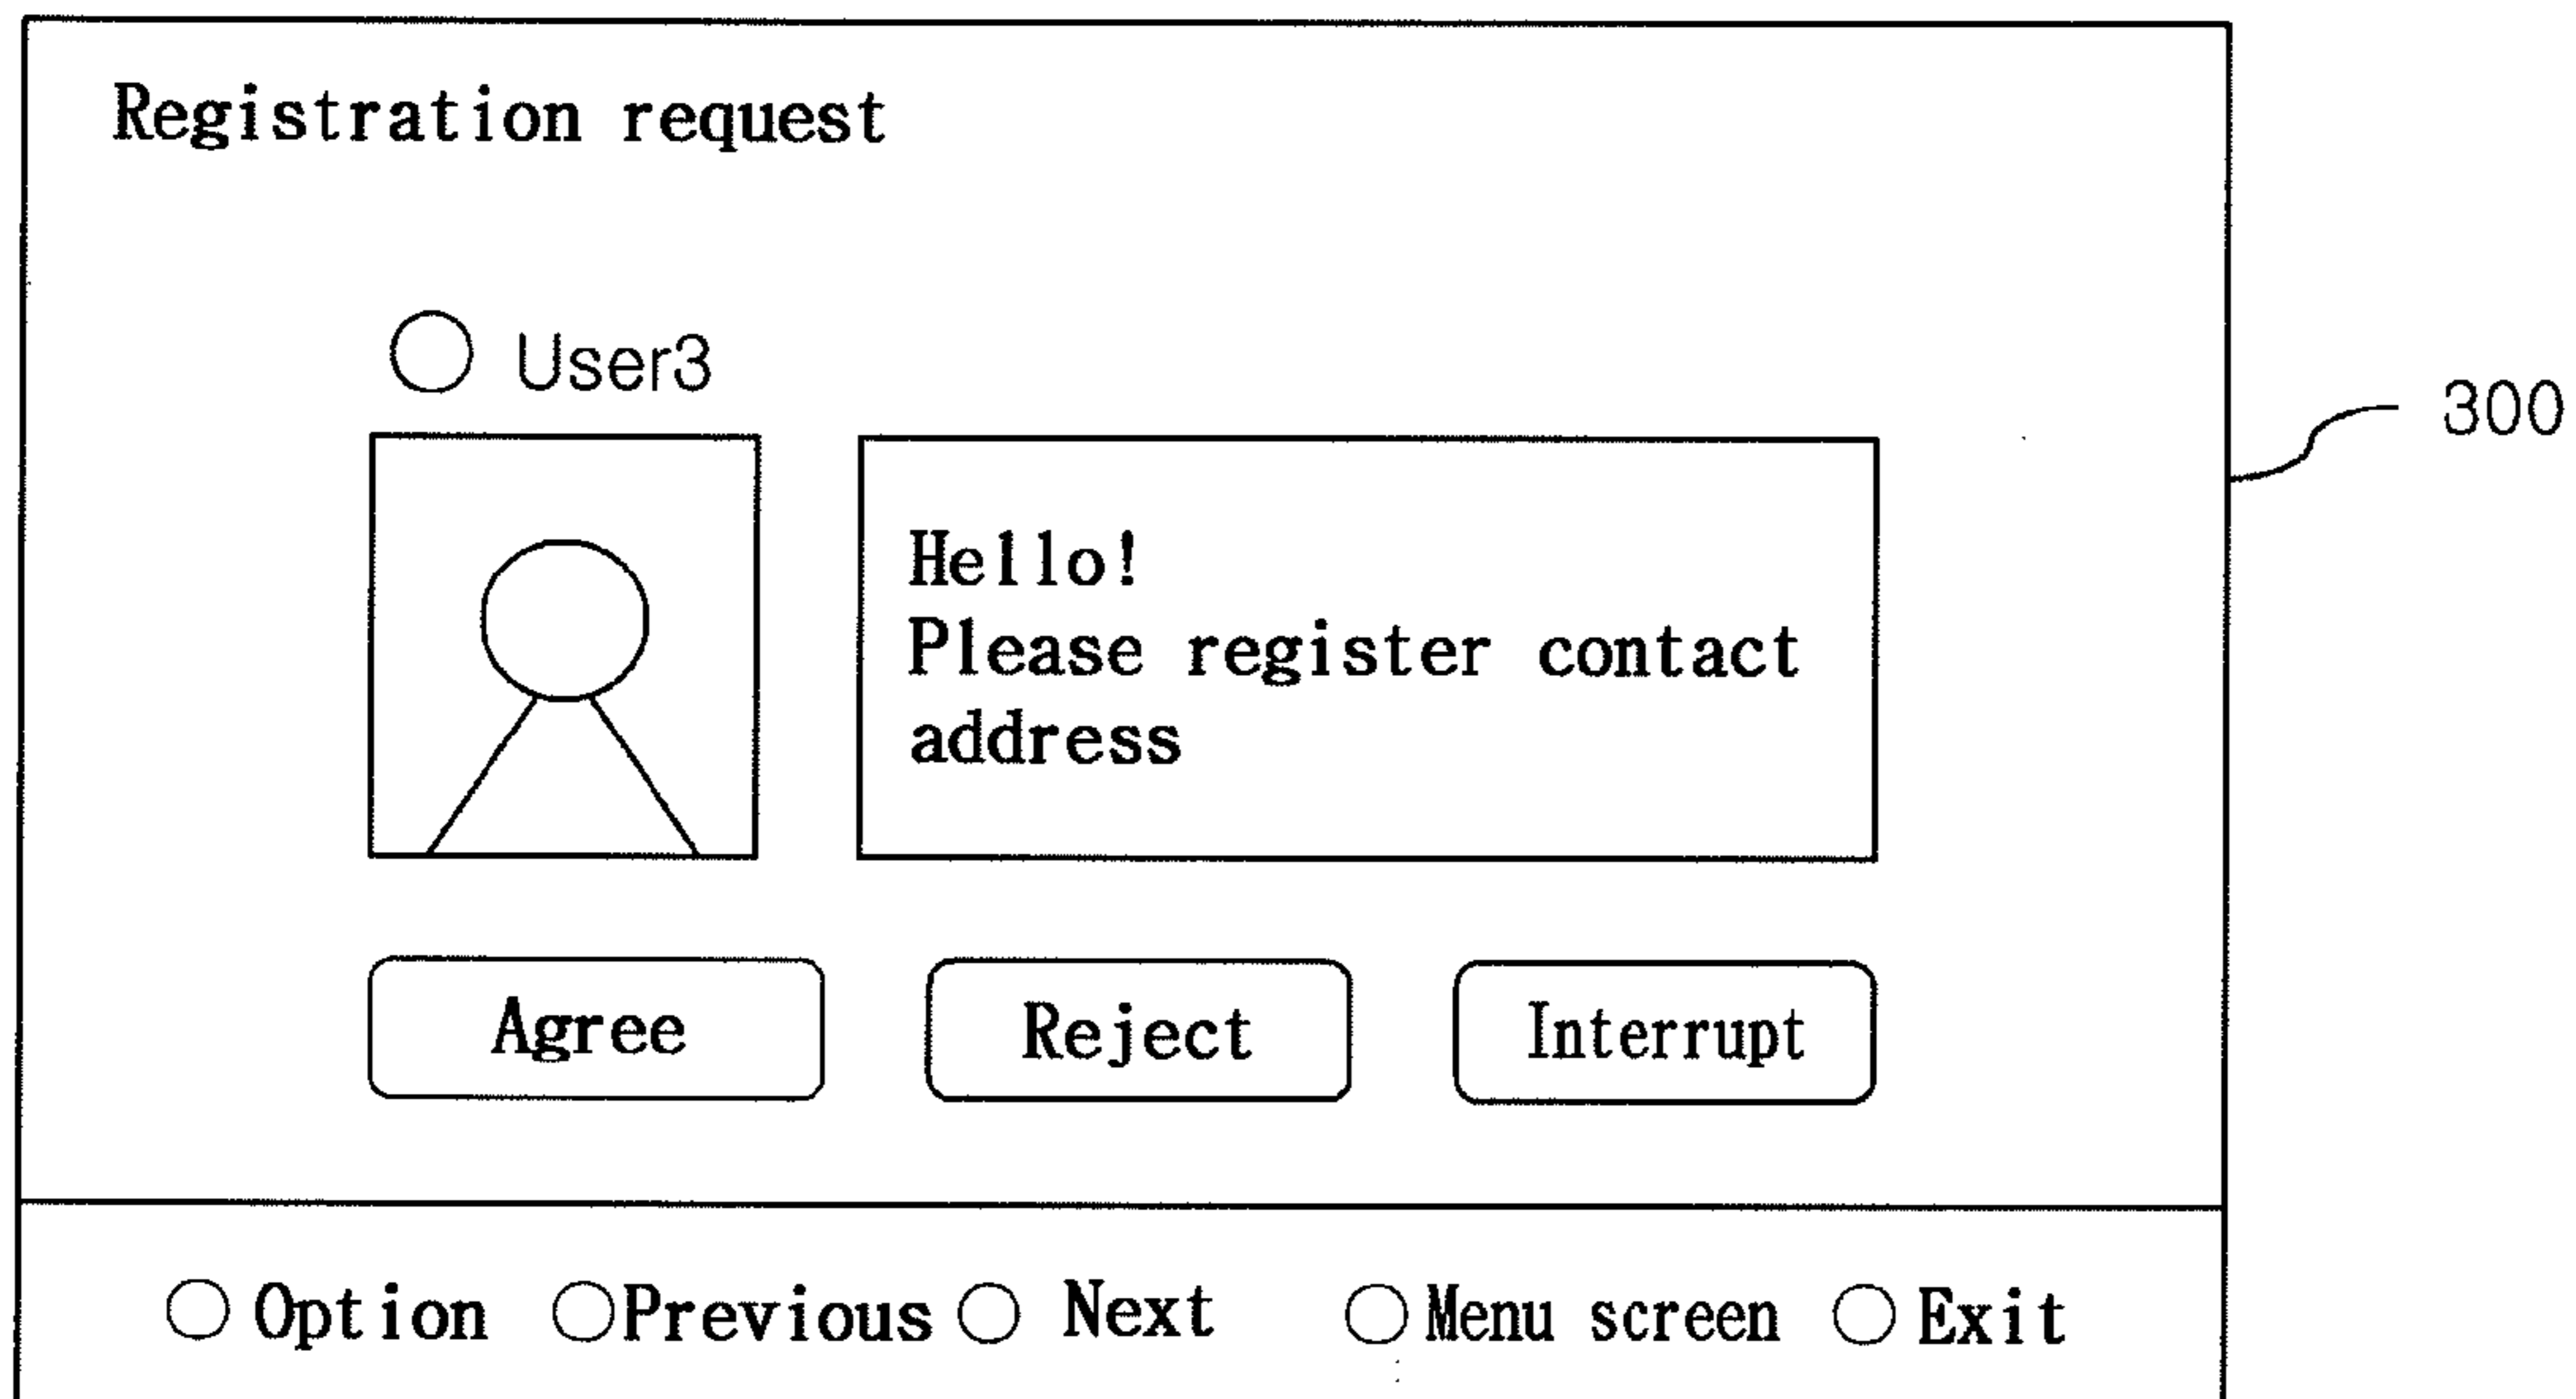 Registration request
User3
300
Hello!
Please register contact
address
Agree Reject Interrupt
Option Previous Next Menu screen Exit